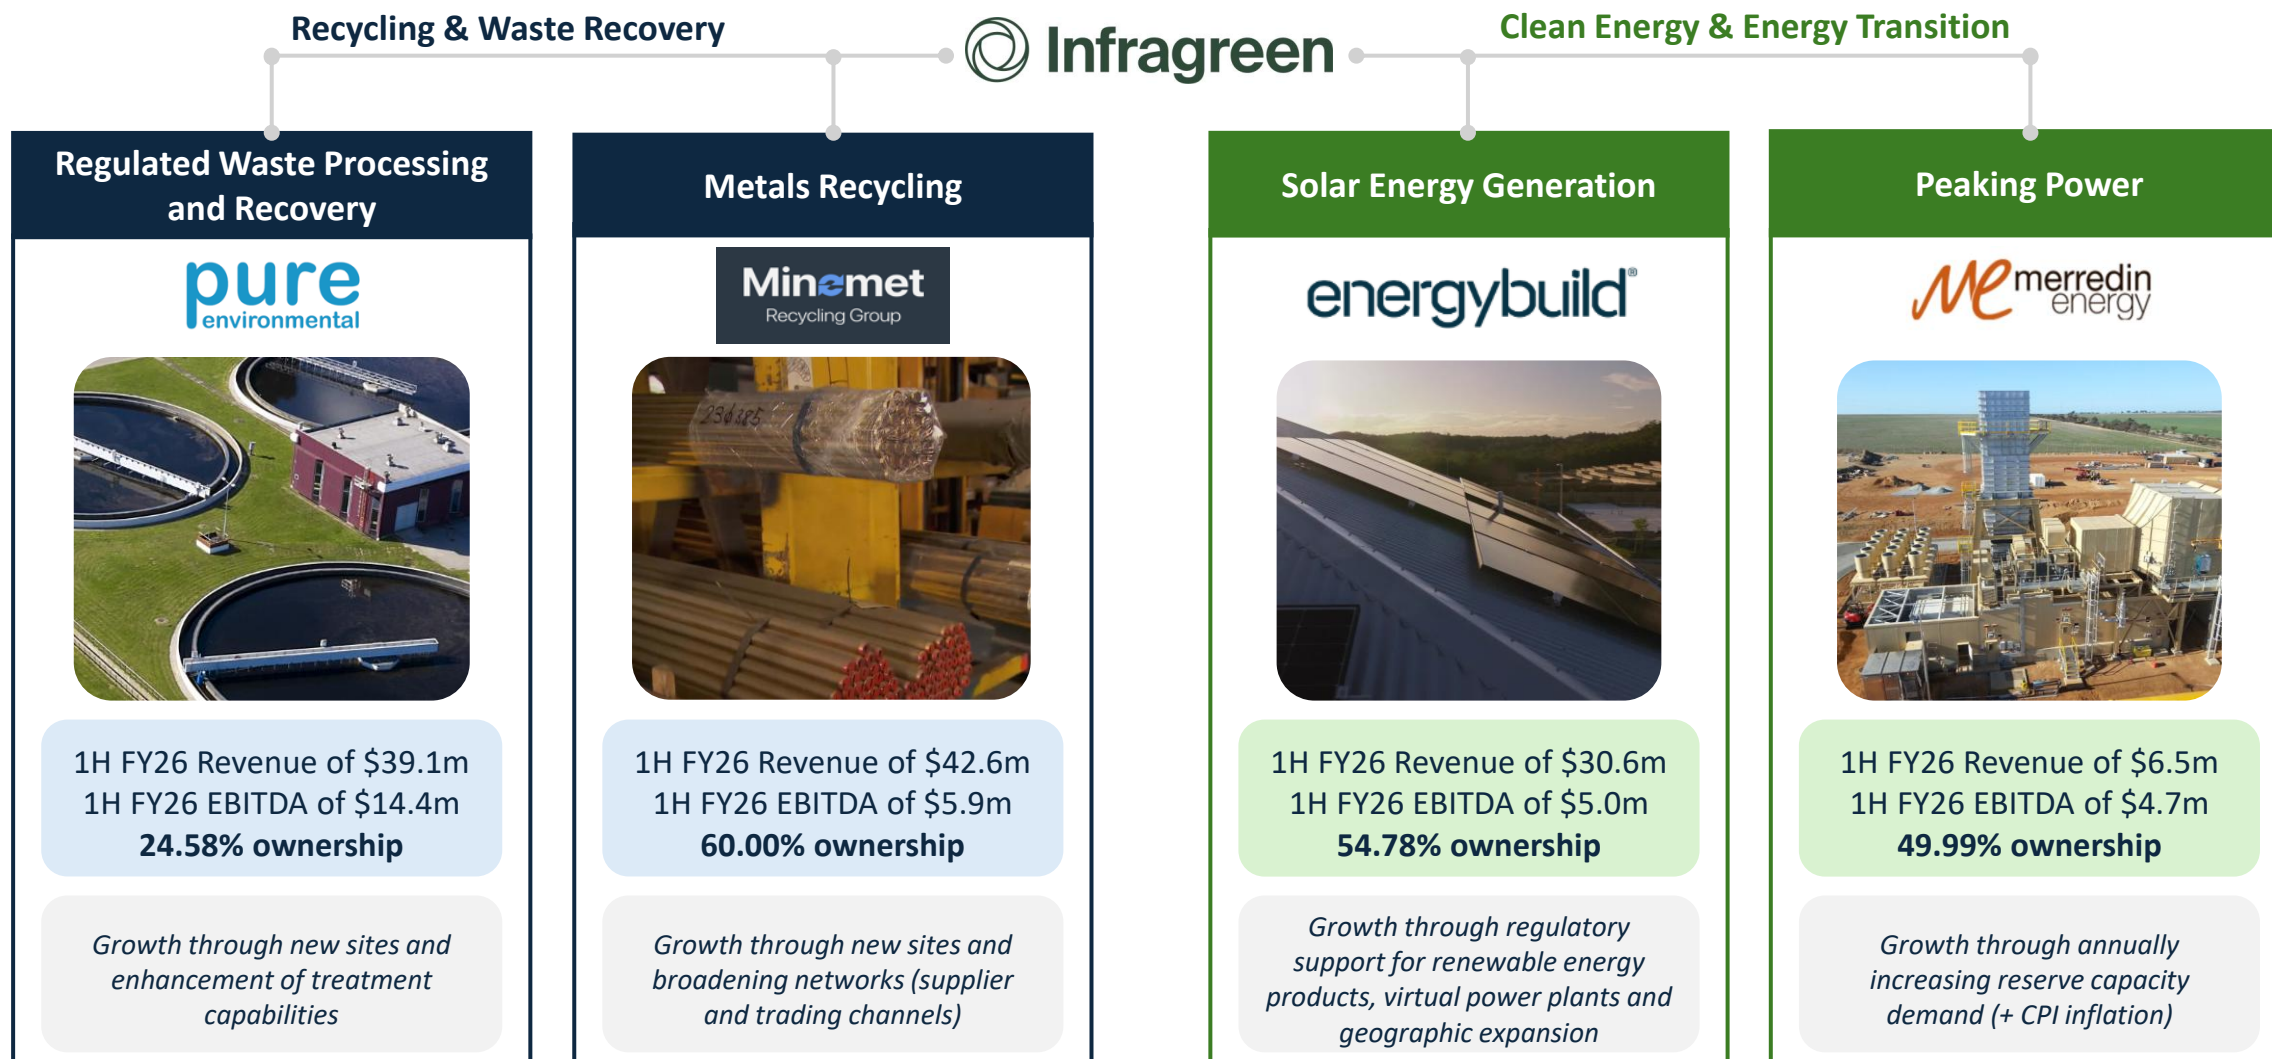 Recycling & Waste Recovery
Infragreen
Clean Energy & Energy Transition
Regulated Waste Processing
and Recovery
pure
environmental
1H FY26 Revenue of $39.1m
1H FY26 EBITDA of $14.4m
24.58% ownership
Growth through new sites and
enhancement of treatment
capabilities
Metals Recycling
Minemet
Recycling Group
236385
1H FY26 Revenue of $42.6m
1H FY26 EBITDA of $5.9m
60.00% ownership
Growth through new sites and
broadening networks (supplier
and trading channels)
Solar Energy Generation
energybuild®
1H FY26 Revenue of $30.6m
1H FY26 EBITDA of $5.0m
54.78% ownership
Growth through regulatory
support for renewable energy
products, virtual power plants and
geographic expansion
Peaking Power
me merredin
energy
1H FY26 Revenue of $6.5m
1H FY26 EBITDA of $4.7m
49.99% ownership
Growth through annually
increasing reserve capacity
demand (+ CPI inflation)